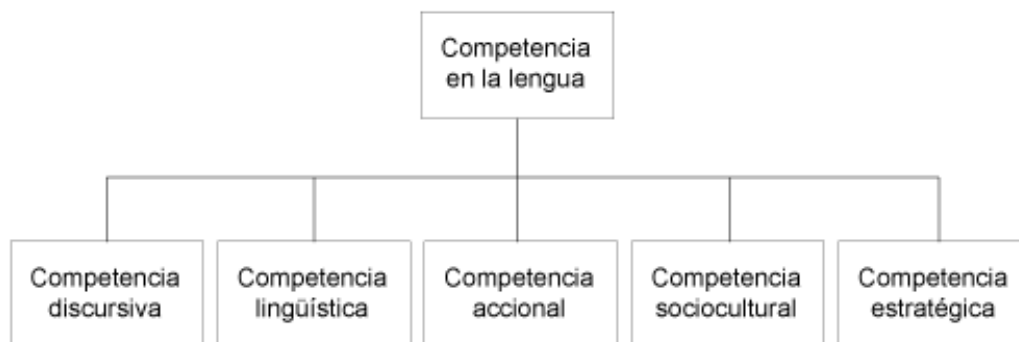 Competencia
en la lengua
Competencia
discursiva
Competencia
lingüística
Competencia
accional
Competencia
sociocultural
Competencia
estratégica